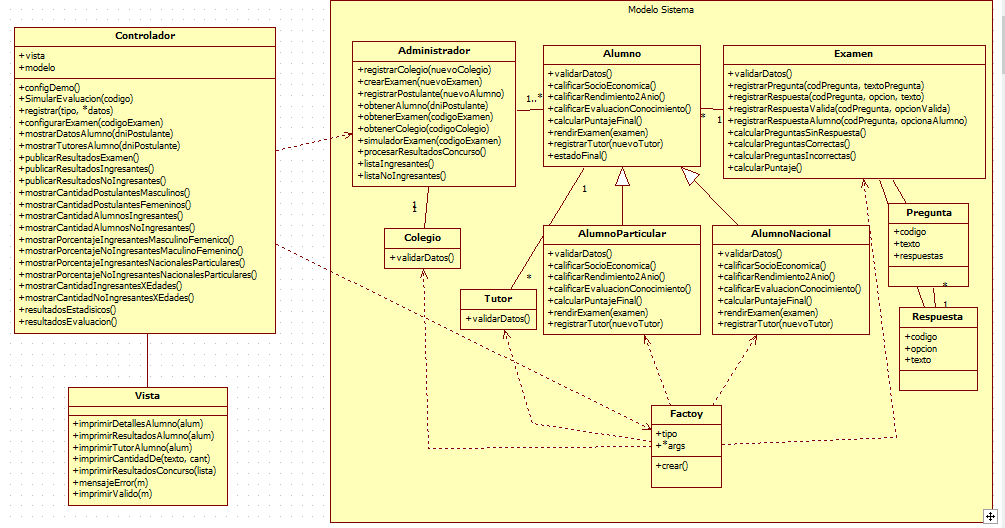 Modelo Sistema
Controlador
+vista
+modelo
+configDemo()
+SimularEvaluacion(codigo)
+registrar(tipo, *datos)
+configurarExamen(codigoExamen)
+mostrarDatosAlumno(dniPostulante)
+mostrarTutoresAlumno(dniPostulante)
+publicarResultadosExamen()
+publicarResultadosIngresantes()
+publicarResultadosNoIngresantes()
+mostrarCantidadPostulantesMasculinos()
+mostrarCantidadPostulantesFemeninos()
+mostrarCantidadAlumnosIngresantes()
+mostrarCantidadAlumnosNoIngresantes()
+mostrarPorcentajeIngresantesMasculinoFemenico()
+mostrarPorcentajeNoIngresantesMaculinoFemenino()
+mostrarPorcentajeIngresantesNacionalesParticulares()
+mostrarPorcentajeNoIngresantesNacionalesParticulares()
+mostrarCantidadIngresantesXEdades()
+mostrarCantidadNoIngresantesXEdades()
+resultadosEstadisicos()
+resultadosEvaluacion()
Vista
+imprimirDetallesAlumno(alum)
+imprimirResultadosAlumno(alum)
+imprimirTutorAlumno(alum)
+imprimirCantidadDe(texto, cant)
+imprimirResultadosConcurso(lista)
+mensajeError(m)
+imprimirValido(m)
Administrador
+registrarColegio(nuevoColegio)
+crearExamen(nuevoExamen)
+registrarPostulante(nuevoAlumno)
+obtenerAlumno(dniPostulante)
+obtenerExamen(codigoExamen)
+obtenerColegio(codigoColegio)
+simuladorExamen(codigoExamen)
+procesarResultadosConcurso()
+listaIngresantes()
+listaNoIngresantes()
1..*
Alumno
+validarDatos()
+calificarSocioEconomica()
+calificarRendimiento2Anio()
+calificarEvaluacionConocimiento()
+calcularPuntajeFinal()
+rendirExamen(examen)
+registrarTutor(nuevoTutor)
+estadoFinal()
*
1
Examen
+validarDatos()
+registrarPregunta(codPregunta, textoPregunta)
+registrarRespuesta(codPregunta, opcion, texto)
+registrarRespuestaValida(codPregunta, opcionValida)
+registrarRespuestaAlumno(codPregunta, opcionaAlumno)
+calcularPreguntasSinRespuesta()
+calcularPreguntasCorrectas()
+calcularPreguntasIncorrectas()
+calcularPuntaje()
1
1
1
*
Colegio
+validarDatos()
Tutor
+validarDatos()
AlumnoParticular
+validarDatos()
+calificarSocioEconomica()
+calificarRendimiento2Anio()
+calificarEvaluacionConocimiento()
+calcularPuntajeFinal()
+rendirExamen(examen)
+registrarTutor(nuevoTutor)
AlumnoNacional
+validarDatos()
+calificarSocioEconomica()
+calificarRendimiento2Anio()
+calificarEvaluacionConocimiento()
+calcularPuntajeFinal()
+rendirExamen(examen)
+registrarTutor(nuevoTutor)
Pregunta
+codigo
+texto
+respuestas
*
1
Respuesta
+codigo
+opcion
+texto
Factoy
+tipo
+*args
+crear()